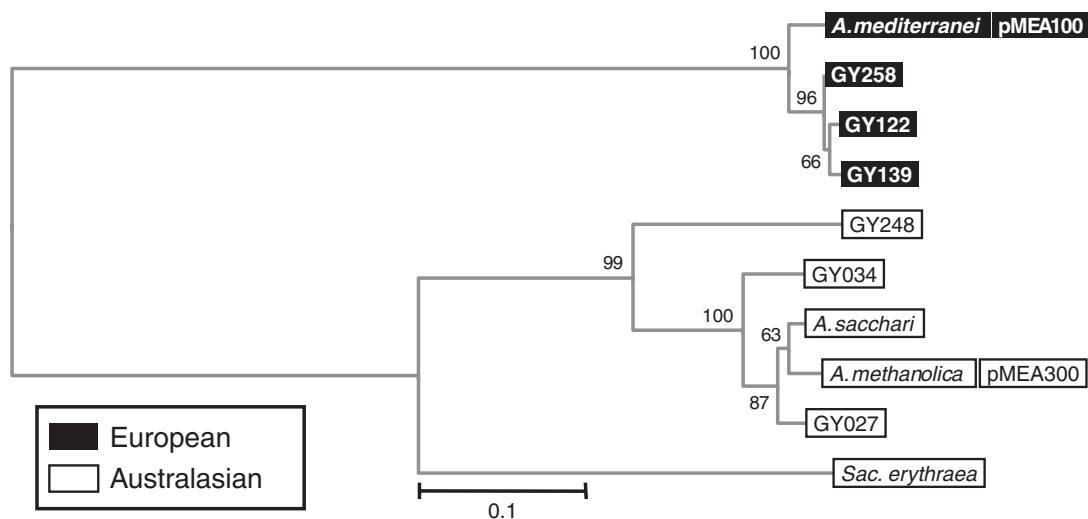 A.mediterranei pMEA100
100
GY258
96
GY122
66
GY139
GY248
99
GY034
100
A.sacchari
63
A.methanolica pMEA300
87
GY027
European
Australasian
Sac. erythraea
0.1